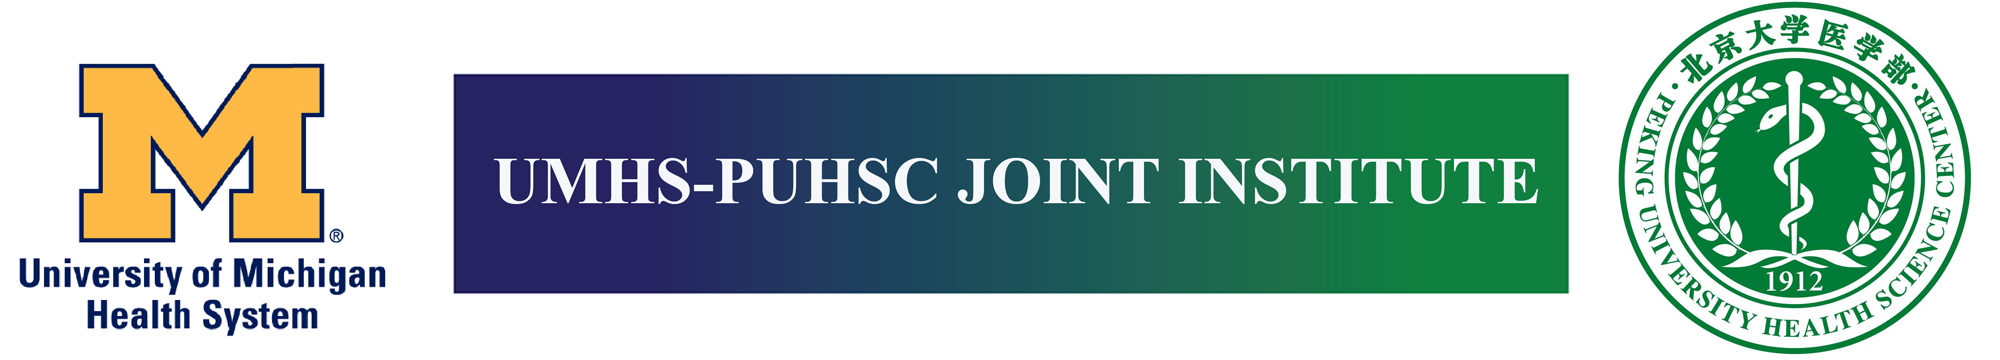 M®
University of Michigan
Health System
UMHS-PUHSC JOINT INSTITUTE
·北京大学医学部·
PEKING UNIVERSITY HEALTH SCIENCE CENTER
1912